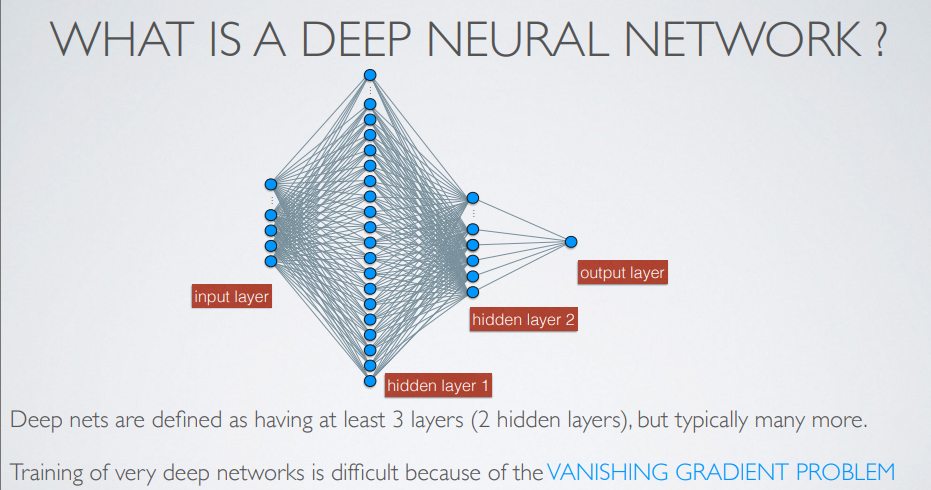 WHAT IS A DEEP NEURAL NETWORK ?
input layer
output layer
hidden layer 2
hidden layer 1
Deep nets are defined as having at least 3 layers (2 hidden layers), but typically many more.
Training of very deep networks is difficult because of the VANISHING GRADIENT PROBLEM